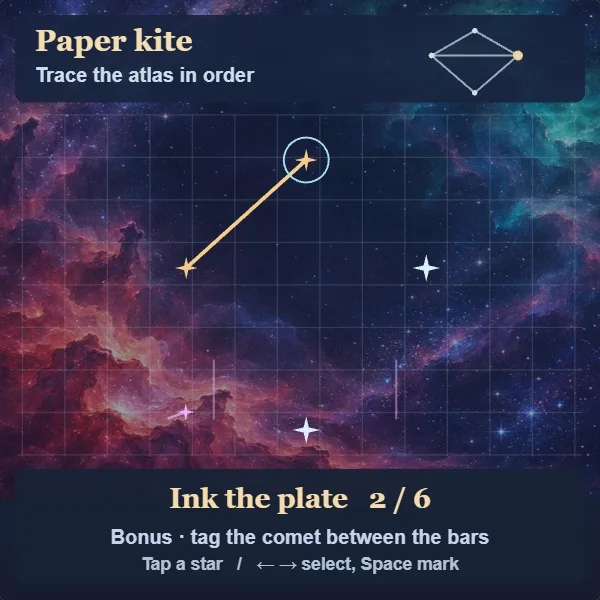 Paper kite
Trace the atlas in order
Ink the plate 2 / 6
Bonus · tag the comet between the bars
Tap a star / ←→ select, Space mark